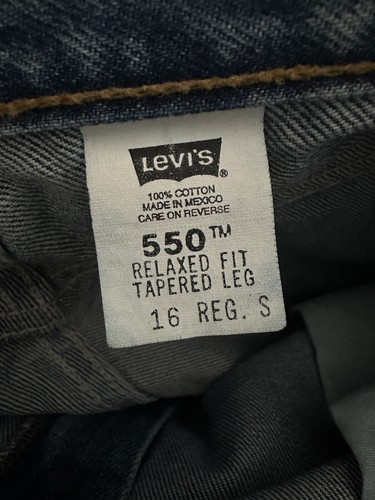 LEVI'S®
100% COTTON
MADE IN MEXICO
CARE ON REVERSE
550™
RELAXED FIT
TAPERED LEG
16 REG. S